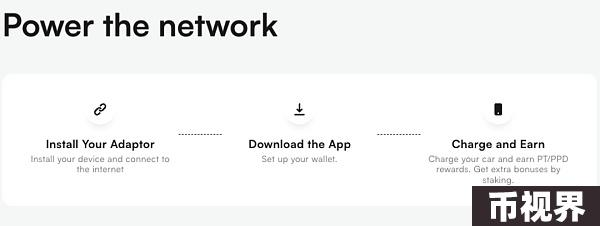 Power the network
Install Your Adaptor
Install your device and connect to
the internet
Download the App
Set up your wallet.
Charge and Earn
Charge your car and earn PT/PPD
rewards. Get extra bonuses by
staking.
币视界